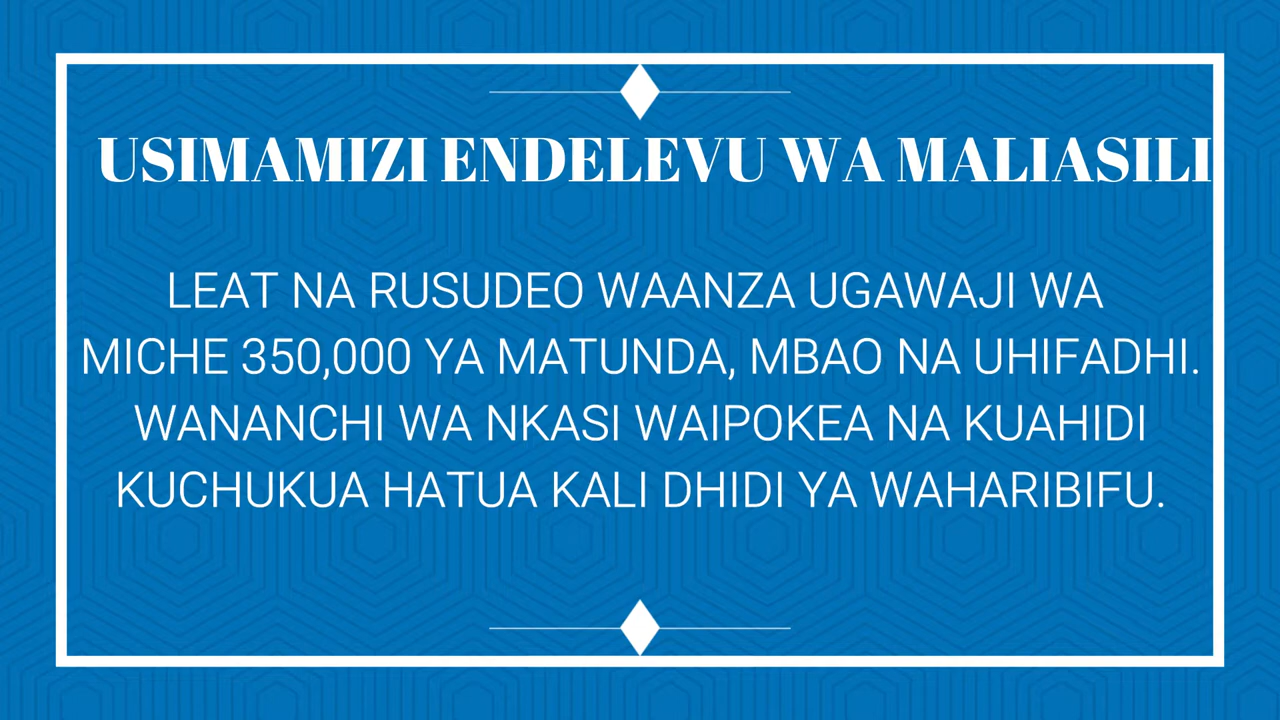 USIMAMIZI ENDELEVU WA MALIASILI
LEAT NA RUSUDEO WAANZA UGAWAJI WA
MICHE 350,000 YA MATUNDA, MBAO NA UHIFADHI.
WANANCHI WA NKASI WAIPOKEA NA KUAHIDI
KUCHUKUA HATUA KALI DHIDI YA WAHARIBIFU.